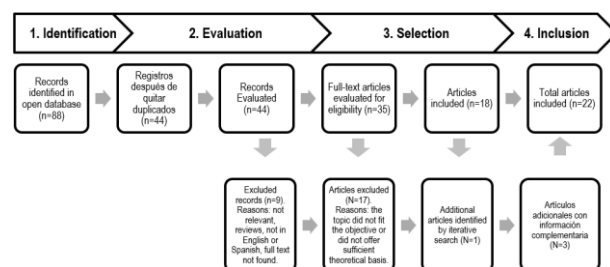 1. Identification
2. Evaluation
3. Selection
4. Inclusion
Records
identified in
open database
(n=88)
Registros
después de
quitar
duplicados
(n=44)
Records
Evaluated
(n=44)
Full-text articles
evaluated for
eligibility (n=35)
Articles
included (n=18)
Total articles
included (n=22)
Excluded
records (n=9).
Reasons: not
relevant,
reviews, not in
English or
Spanish, full text
not found.
Articles excluded
(N=17).
Reasons: the
topic did not fit
the objective or
did not offer
sufficient
theoretical basis.
Additional
articles identified
by iterative
search (N=1)
Artículos
adicionales con
información
complementaria
(N=3)